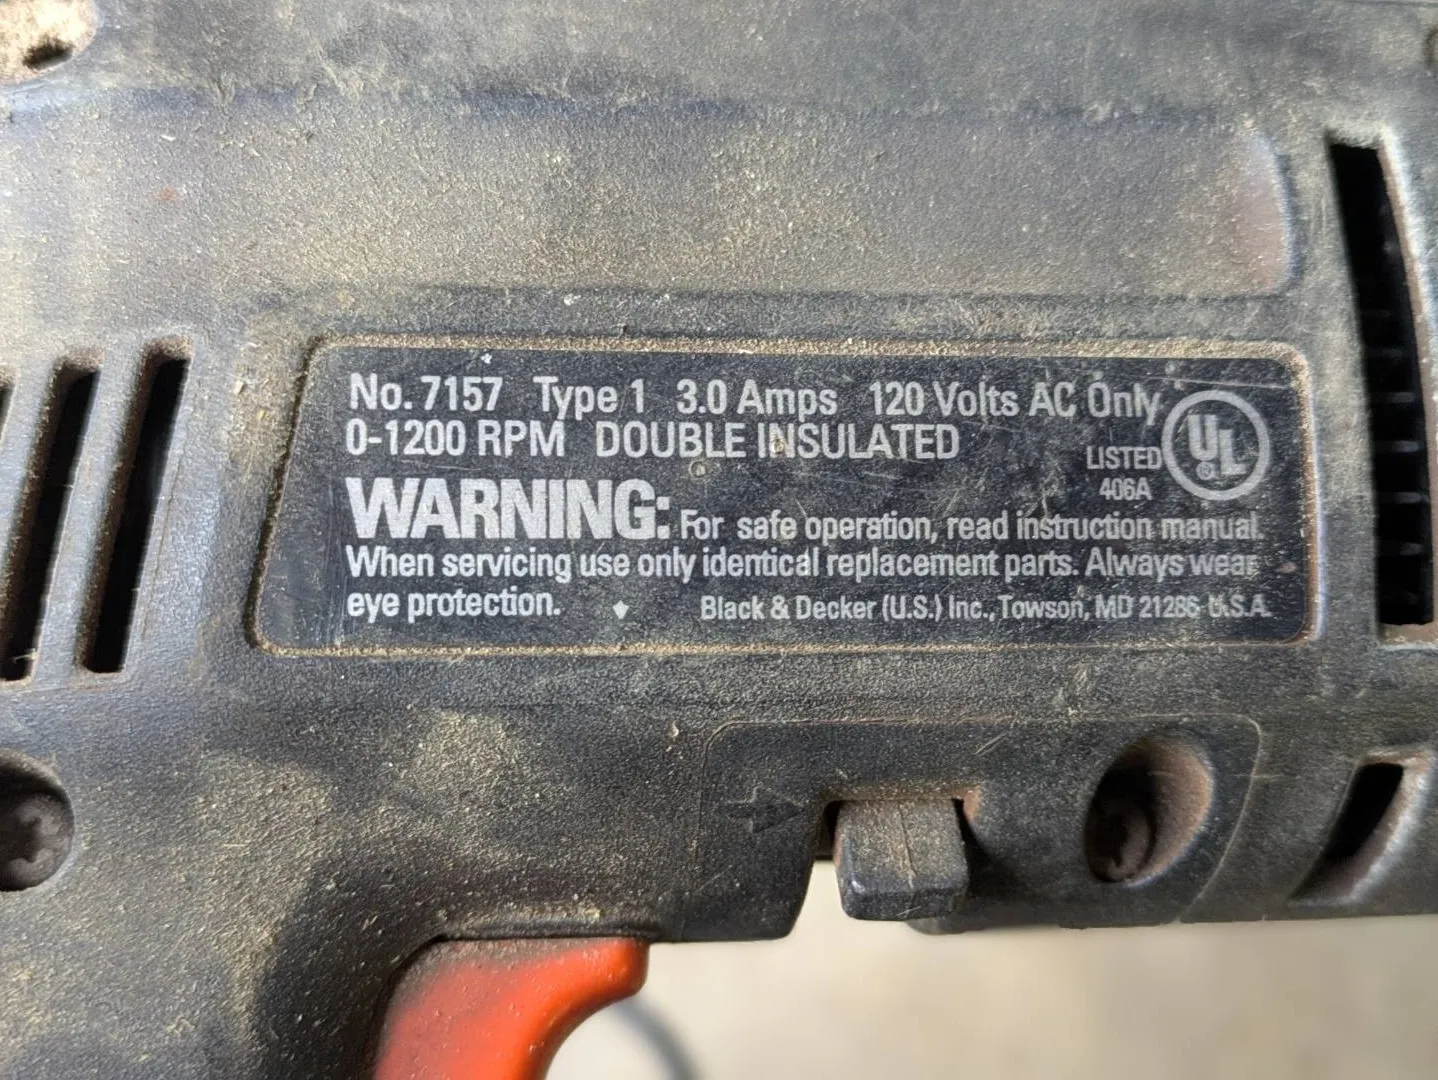 No. 7157 Type 1 3.0 Amps 120 Volts AC Only
0-1200 RPM DOUBLE INSULATED
LISTED
406A
UL
WARNING: For safe operation, read instruction manual.
When servicing use only identical replacement parts. Always wear
eye protection. Black & Decker (U.S.) Inc., Towson, MD 21286 U.S.A.